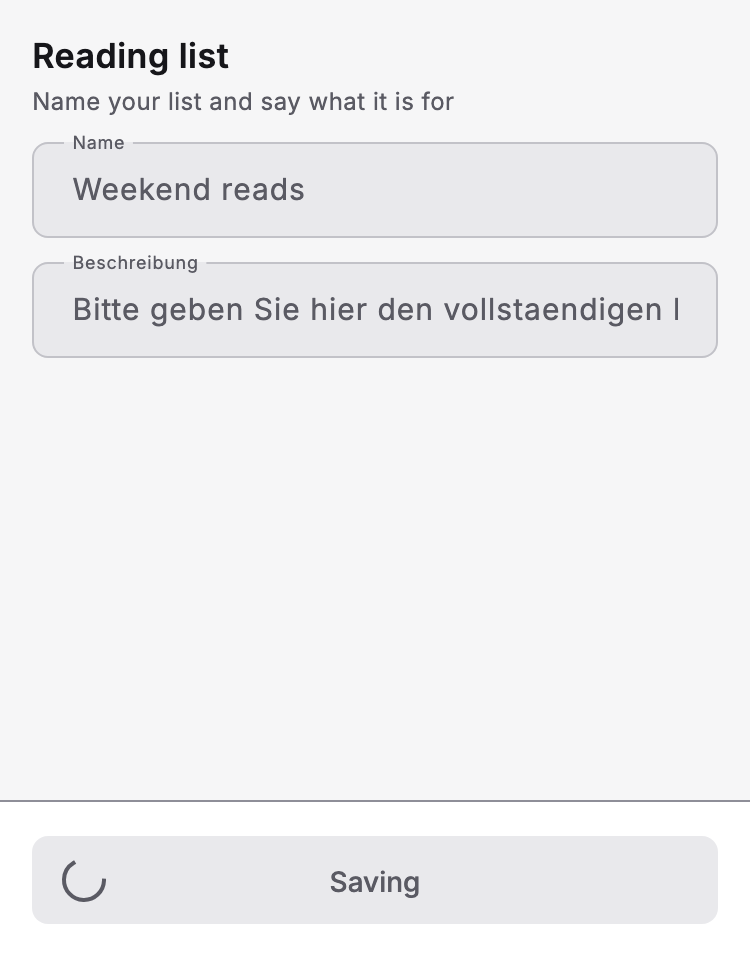 Reading list
Name your list and say what it is for
Name
Weekend reads
Beschreibung
Bitte geben Sie hier den vollstaendigen
Saving